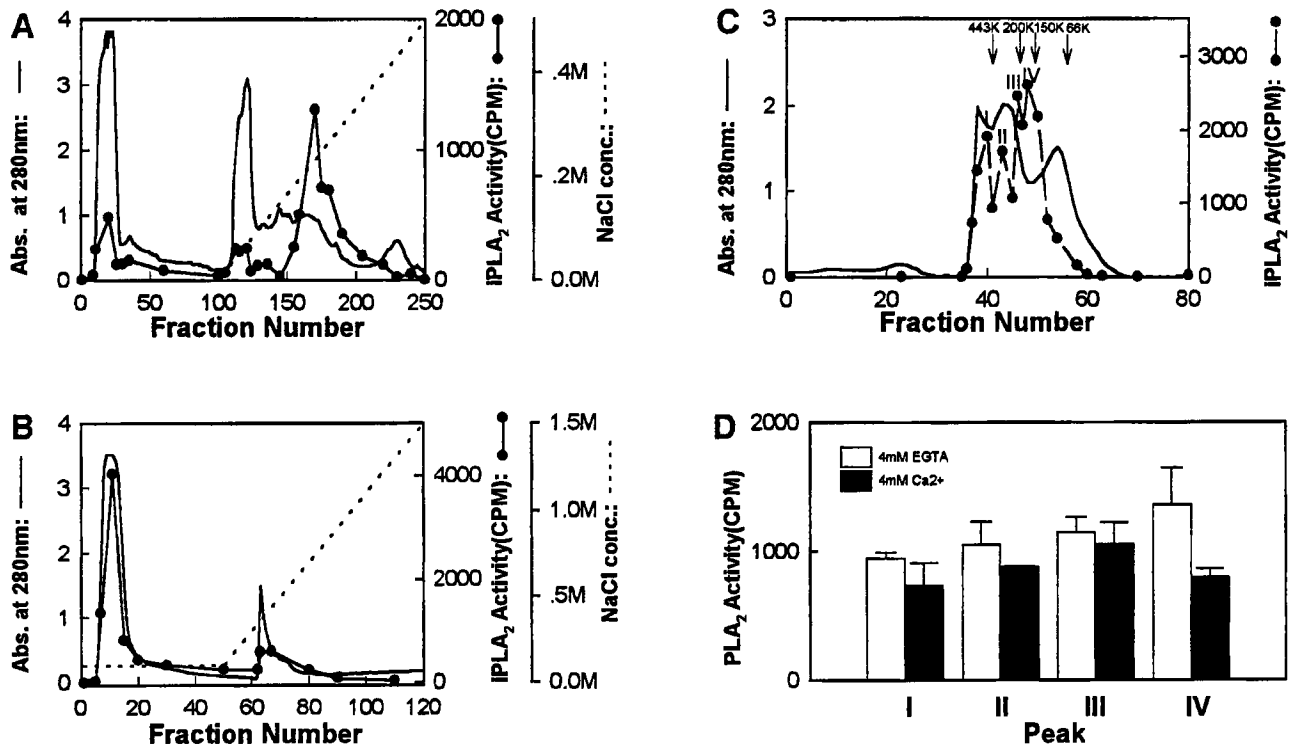 A
Abs. at 280nm:
4
3
2
1
0
0 50 100 150 200 250
Fraction Number
2000
1000
0
IPLA2 Activity(CPM):
.4M
.2M
0.0M
NaCl conc.:
B
Abs. at 280nm:
4
3
2
1
0
0 20 40 60 80 100 120
Fraction Number
4000
2000
0
IPLA2 Activity(CPM):
1.5M
1.0M
.5M
0.0M
NaCl conc.:
C
Abs. at 280nm:
3
2
1
0
443K 200K 150K 66K
I II III IV
0 20 40 60 80
Fraction Number
3000
2000
1000
0
IPLA2 Activity(CPM):
D
PLA2 Activity(CPM)
2000
1000
0
4mM EGTA
4mM Ca2+
I II III IV
Peak